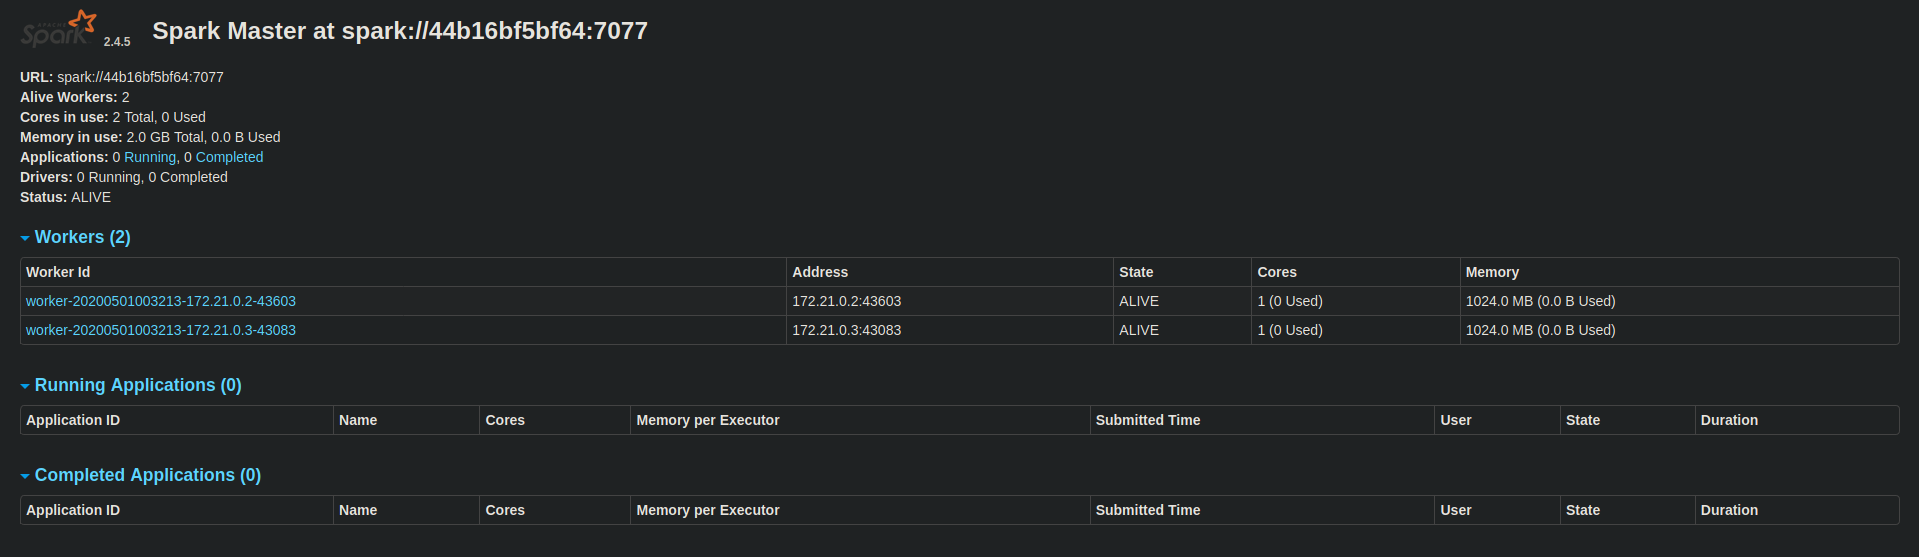 APACHE
Spark 2.4.5 Spark Master at spark://44b16bf5bf64:7077
URL: spark://44b16bf5bf64:7077
Alive Workers: 2
Cores in use: 2 Total, 0 Used
Memory in use: 2.0 GB Total, 0.0 B Used
Applications: 0 Running, 0 Completed
Drivers: 0 Running, 0 Completed
Status: ALIVE
Workers (2)
Worker Id Address State Cores Memory
worker-20200501003213-172.21.0.2-43603 172.21.0.2:43603 ALIVE 1 (0 Used) 1024.0 MB (0.0 B Used)
worker-20200501003213-172.21.0.3-43083 172.21.0.3:43083 ALIVE 1 (0 Used) 1024.0 MB (0.0 B Used)
Running Applications (0)
Application ID Name Cores Memory per Executor Submitted Time User State Duration
Completed Applications (0)
Application ID Name Cores Memory per Executor Submitted Time User State Duration